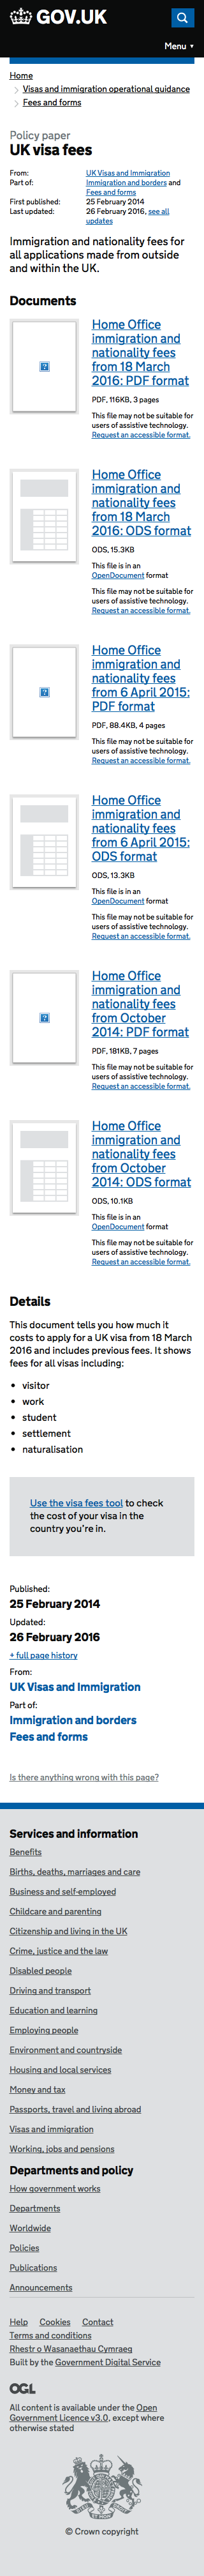 GOV.UK
Menu ▼
Home
Visas and immigration operational guidance
Fees and forms
Policy paper
UK visa fees
From: UK Visas and Immigration
Part of: Immigration and borders and
Fees and forms
First published: 25 February 2014
Last updated: 26 February 2016, see all
updates
Immigration and nationality fees for
all applications made from outside
and within the UK.
Documents
Home Office
immigration and
nationality fees
from 18 March
2016: PDF format
PDF, 116KB, 3 pages
This file may not be suitable for
users of assistive technology.
Request an accessible format.
Home Office
immigration and
nationality fees
from 18 March
2016: ODS format
ODS, 15.3KB
This file is in an
OpenDocument format
This file may not be suitable for
users of assistive technology.
Request an accessible format.
Home Office
immigration and
nationality fees
from 6 April 2015:
PDF format
PDF, 88.4KB, 4 pages
This file may not be suitable for
users of assistive technology.
Request an accessible format.
Home Office
immigration and
nationality fees
from 6 April 2015:
ODS format
ODS, 13.3KB
This file is in an
OpenDocument format
This file may not be suitable for
users of assistive technology.
Request an accessible format.
Home Office
immigration and
nationality fees
from October
2014: PDF format
PDF, 181KB, 7 pages
This file may not be suitable for
users of assistive technology.
Request an accessible format.
Home Office
immigration and
nationality fees
from October
2014: ODS format
ODS, 10.1KB
This file is in an
OpenDocument format
This file may not be suitable for
users of assistive technology.
Request an accessible format.
Details
This document tells you how much it
costs to apply for a UK visa from 18 March
2016 and includes previous fees. It shows
fees for all visas including:
• visitor
• work
• student
• settlement
• naturalisation
Use the visa fees tool to check
the cost of your visa in the
country you're in.
Published:
25 February 2014
Updated:
26 February 2016
+ full page history
From:
UK Visas and Immigration
Part of:
Immigration and borders
Fees and forms
Is there anything wrong with this page?
Services and information
Benefits
Births, deaths, marriages and care
Business and self-employed
Childcare and parenting
Citizenship and living in the UK
Crime, justice and the law
Disabled people
Driving and transport
Education and learning
Employing people
Environment and countryside
Housing and local services
Money and tax
Passports, travel and living abroad
Visas and immigration
Working, jobs and pensions
Departments and policy
How government works
Departments
Worldwide
Policies
Publications
Announcements
Help Cookies Contact
Terms and conditions
Rhestr o Wasanaethau Cymraeg
Built by the Government Digital Service
OGL
All content is available under the Open
Government Licence v3.0, except where
otherwise stated
© Crown copyright